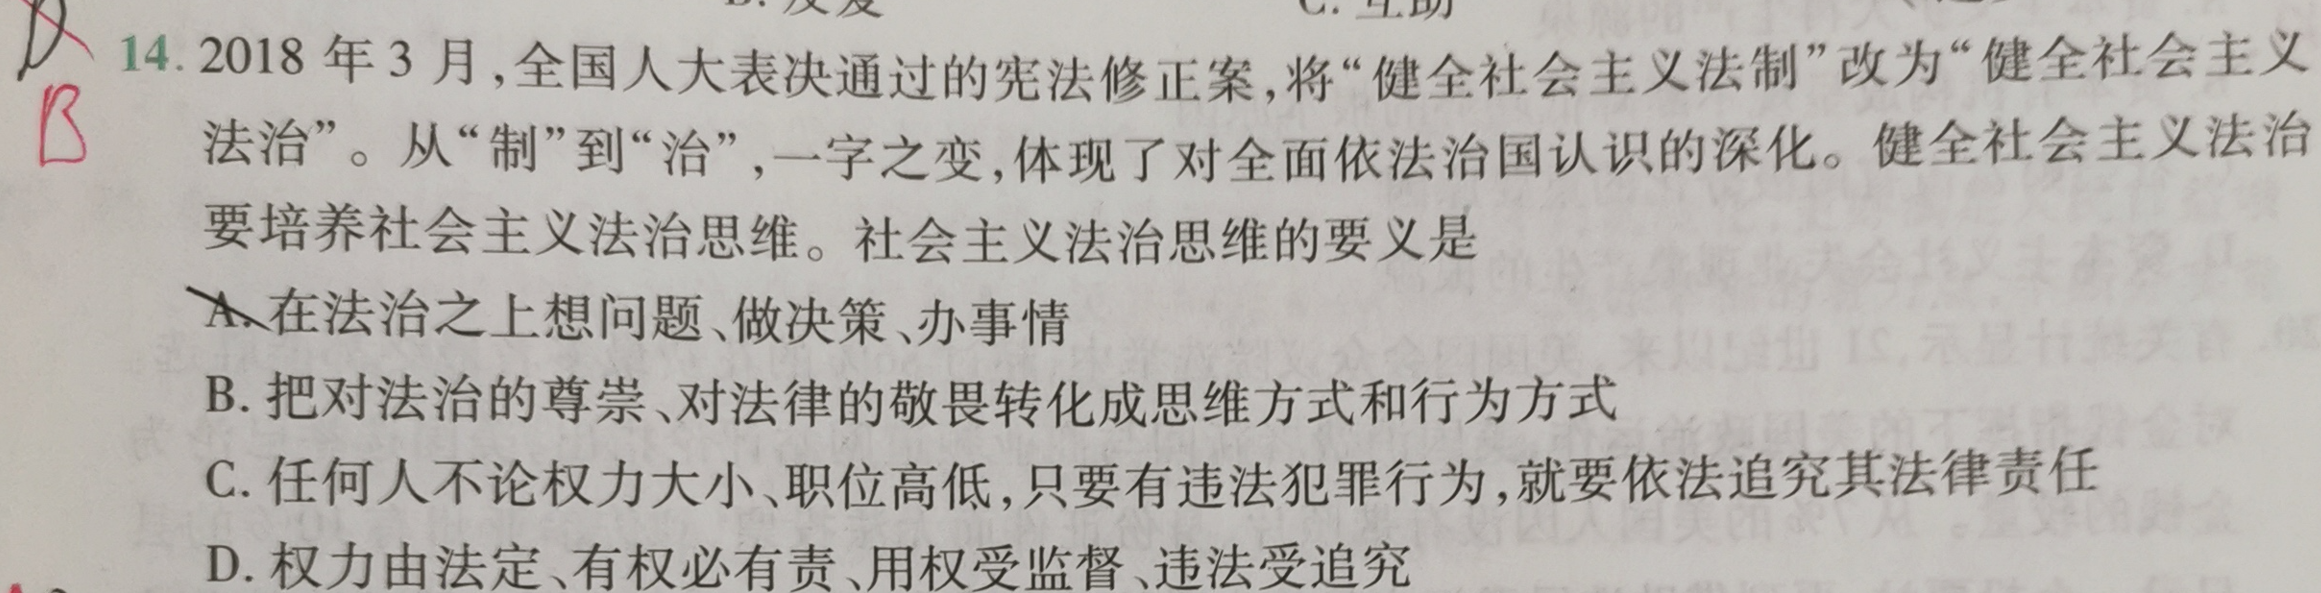 14. 2018 年 3 月,全国人大表决通过的宪法修正案,将“健全社会主义法制”改为“健全社会主义
B
法治”。从“制”到“治”,一字之变,体现了对全面依法治国认识的深化。健全社会主义法治
要培养社会主义法治思维。社会主义法治思维的要义是
A. 在法治之上想问题、做决策、办事情
B. 把对法治的尊崇、对法律的敬畏转化成思维方式和行为方式
C. 任何人不论权力大小、职位高低,只要有违法犯罪行为,就要依法追究其法律责任
D. 权力由法定、有权必有责、用权受监督、违法受追究